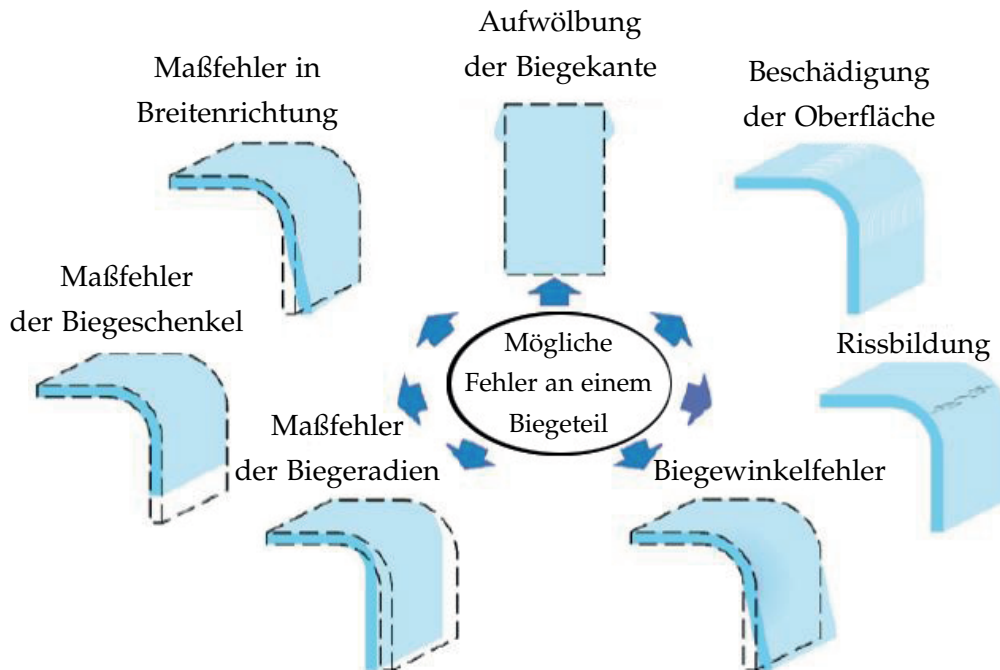 Aufwölbung
der Biegekante
Maßfehler in
Breitenrichtung
Beschädigung
der Oberfläche
Maßfehler
der Biegeschenkel
Mögliche
Fehler an einem
Biegeteil
Rissbildung
Maßfehler
der Biegeradien
Biegewinkelfehler